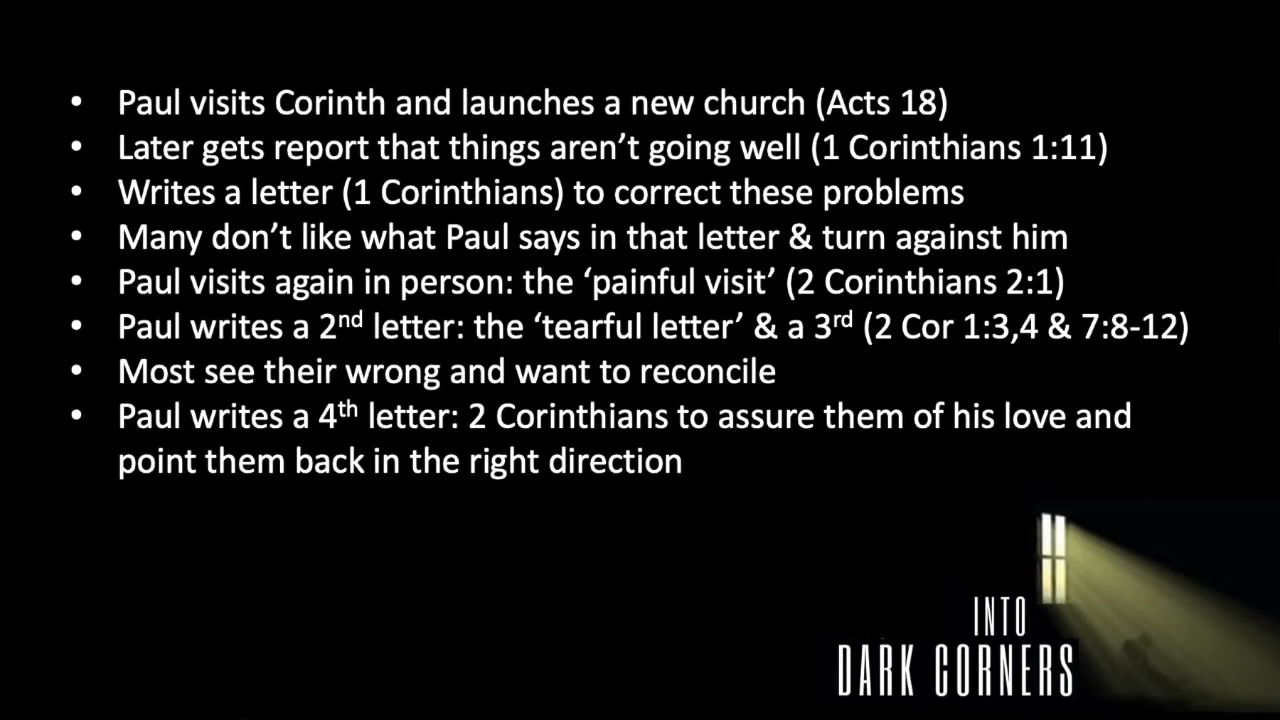 • Paul visits Corinth and launches a new church (Acts 18)
• Later gets report that things aren’t going well (1 Corinthians 1:11)
• Writes a letter (1 Corinthians) to correct these problems
• Many don’t like what Paul says in that letter & turn against him
• Paul visits again in person: the ‘painful visit’ (2 Corinthians 2:1)
• Paul writes a 2nd letter: the ‘tearful letter’ & a 3rd (2 Cor 1:3,4 & 7:8-12)
• Most see their wrong and want to reconcile
• Paul writes a 4th letter: 2 Corinthians to assure them of his love and
point them back in the right direction
INTO
DARK CORNERS